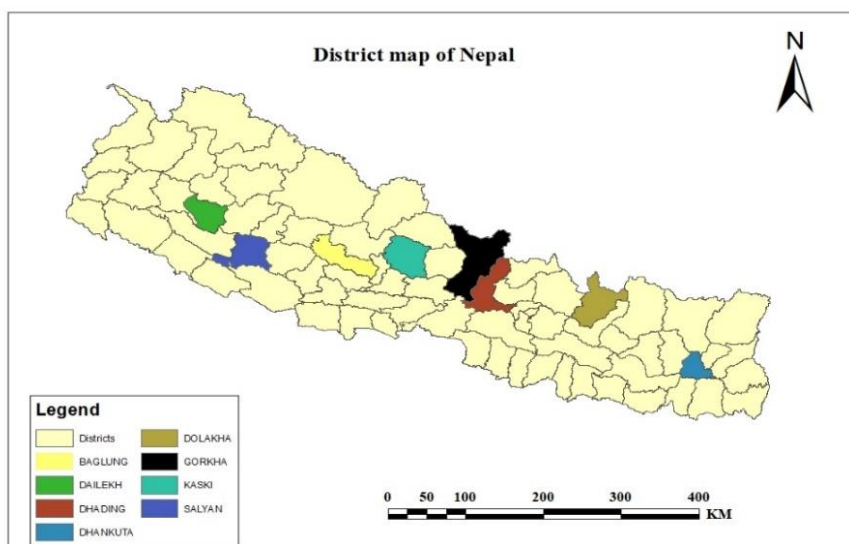 District map of Nepal
N
Legend
Districts
BAGLUNG
DAILEKH
DHADING
DHANKUTA
DOLAKHA
GORKHA
KASKI
SALYAN
0 50 100 200 300 400
KM